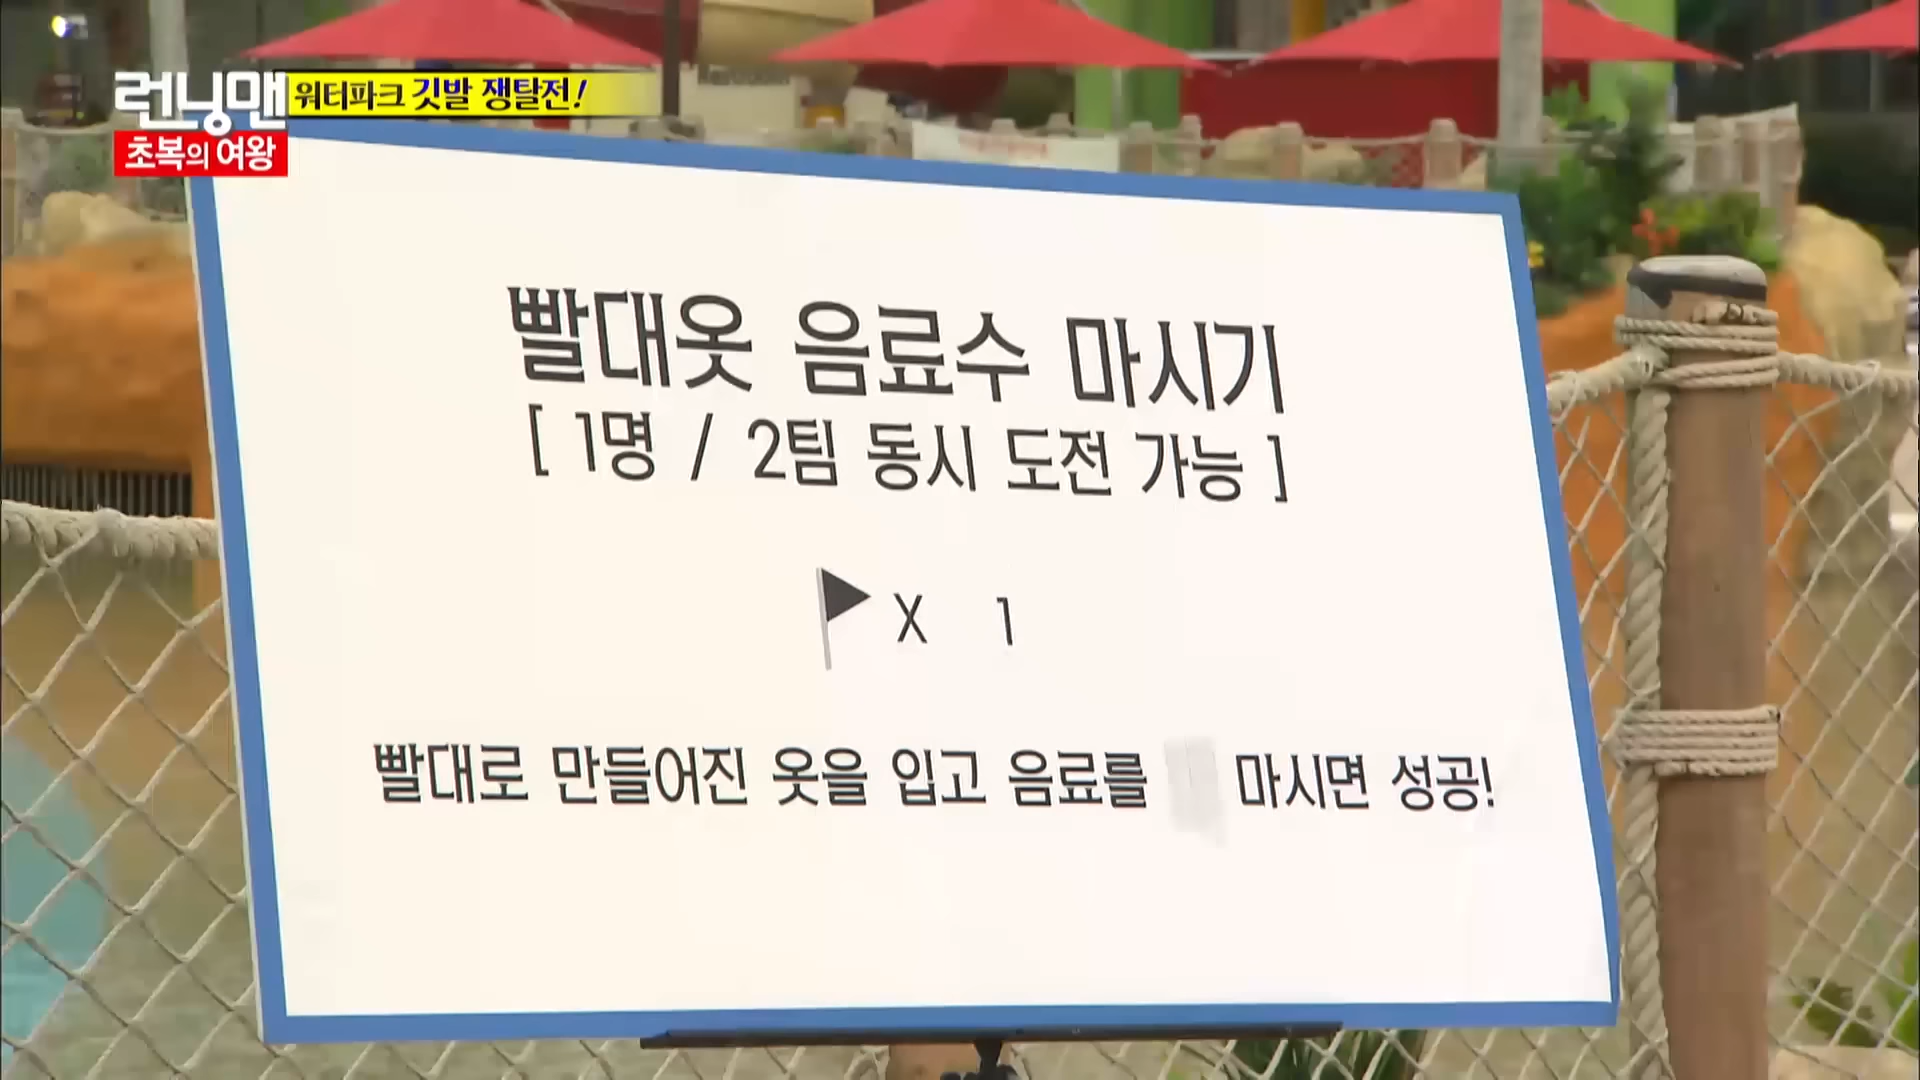 런닝맨 워터파크 깃발 쟁탈전!
초복의 여왕
빨대옷 음료수 마시기
[ 1명 / 2팀 동시 도전 가능 ]
X 1
빨대로 만들어진 옷을 입고 음료를 마시면 성공!